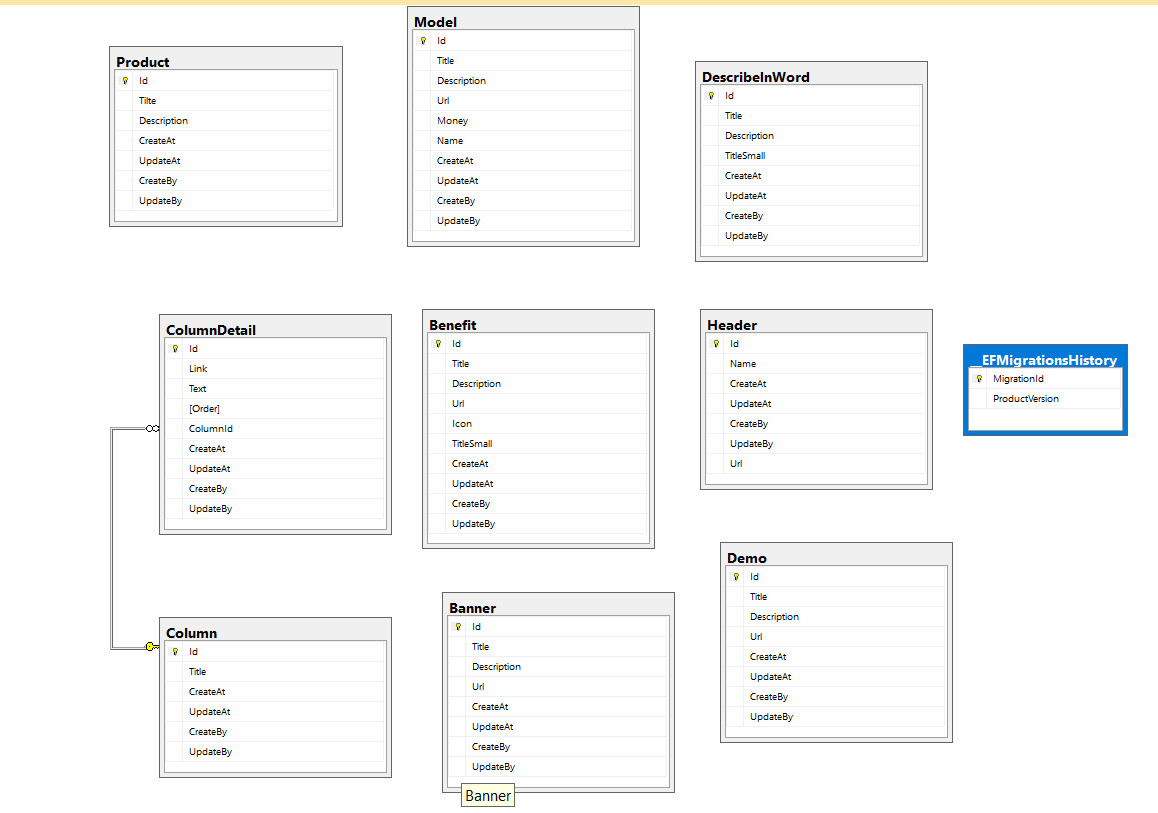 Product
Id
Tilte
Description
CreateAt
UpdateAt
CreateBy
UpdateBy
Model
Id
Title
Description
Url
Money
Name
CreateAt
UpdateAt
CreateBy
UpdateBy
DescribeInWord
Id
Title
Description
TitleSmall
CreateAt
UpdateAt
CreateBy
UpdateBy
ColumnDetail
Id
Link
Text
[Order]
ColumnId
CreateAt
UpdateAt
CreateBy
UpdateBy
Benefit
Id
Title
Description
Url
Icon
TitleSmall
CreateAt
UpdateAt
CreateBy
UpdateBy
Header
Id
Name
CreateAt
UpdateAt
CreateBy
UpdateBy
Url
__EFMigrationsHistory
MigrationId
ProductVersion
Column
Id
Title
CreateAt
UpdateAt
CreateBy
UpdateBy
Banner
Id
Title
Description
Url
CreateAt
UpdateAt
CreateBy
UpdateBy
Banner
Demo
Id
Title
Description
Url
CreateAt
UpdateAt
CreateBy
UpdateBy